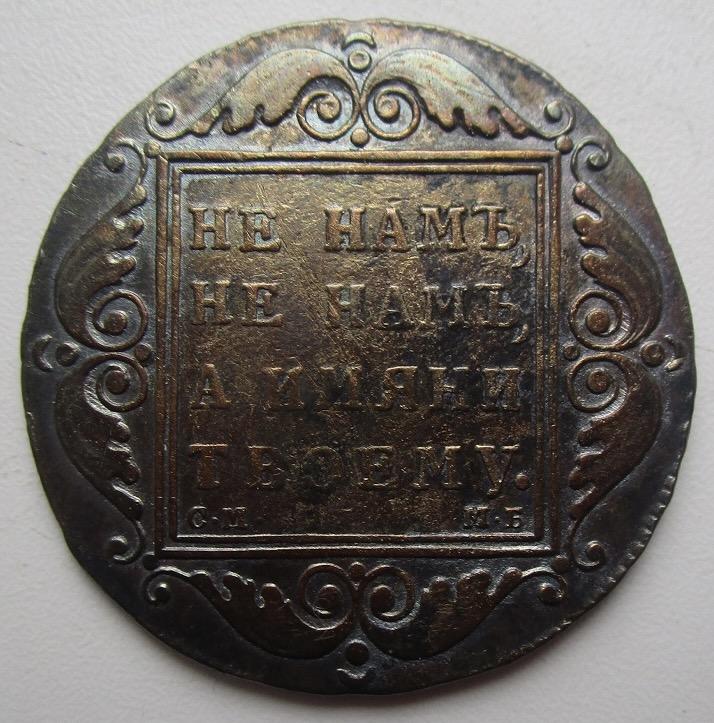 НЕ НАМЪ,
НЕ НАМЪ,
А ИМЯНИ
ТВОЕМУ.
С·М М·Б